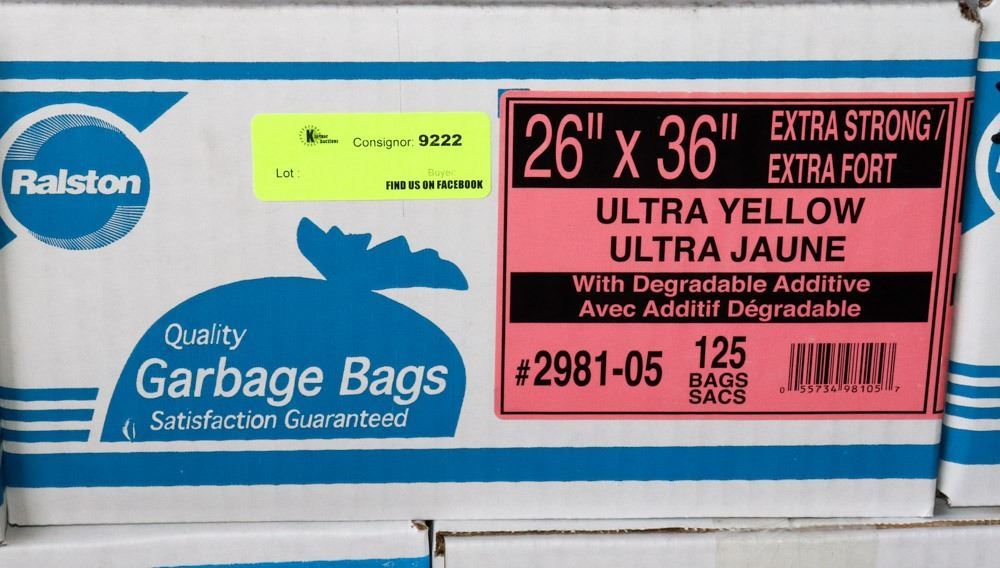 Ralston
Consignor: 9222
Lot :
Buyer:
FIND US ON FACEBOOK
Quality
Garbage Bags
Satisfaction Guaranteed
26" x 36"
EXTRA STRONG /
EXTRA FORT
ULTRA YELLOW
ULTRA JAUNE
With Degradable Additive
Avec Additif Dégradable
#2981-05
125
BAGS
SACS
0 55734 98105 7